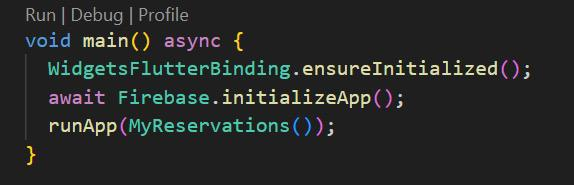 Run | Debug | Profile
void main() async {
  WidgetsFlutterBinding.ensureInitialized();
  await Firebase.initializeApp();
  runApp(MyReservations());
}